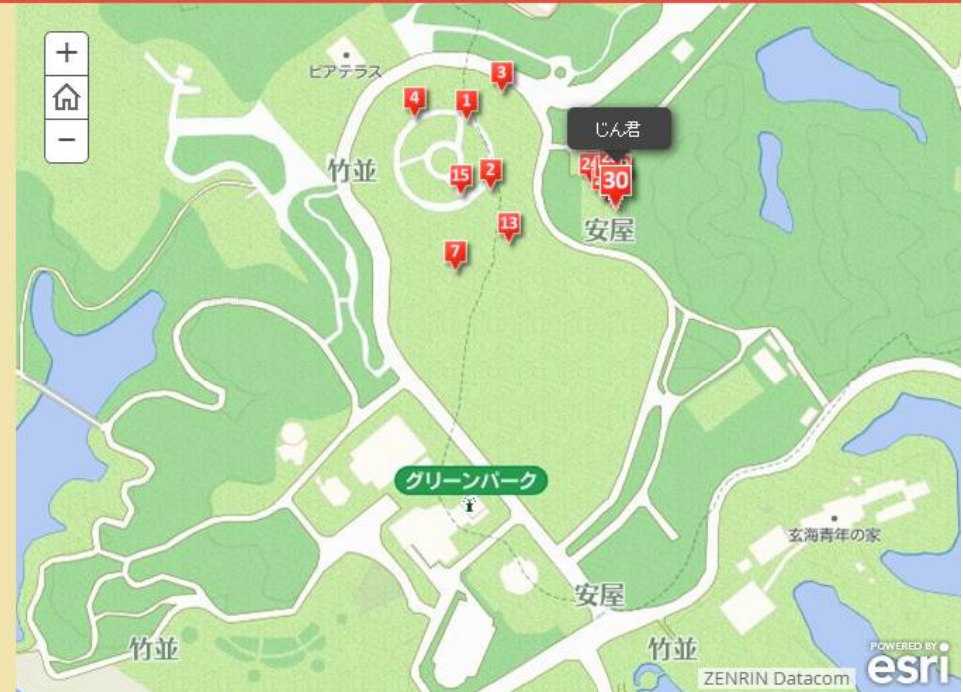 +
−
ピアテラス
3
4
1
じん君
竹並
24
15
2
30
13
安屋
7
グリーンパーク
玄海青年の家
安屋
竹並
竹並
POWERED BY
esri
ZENRIN Datacom